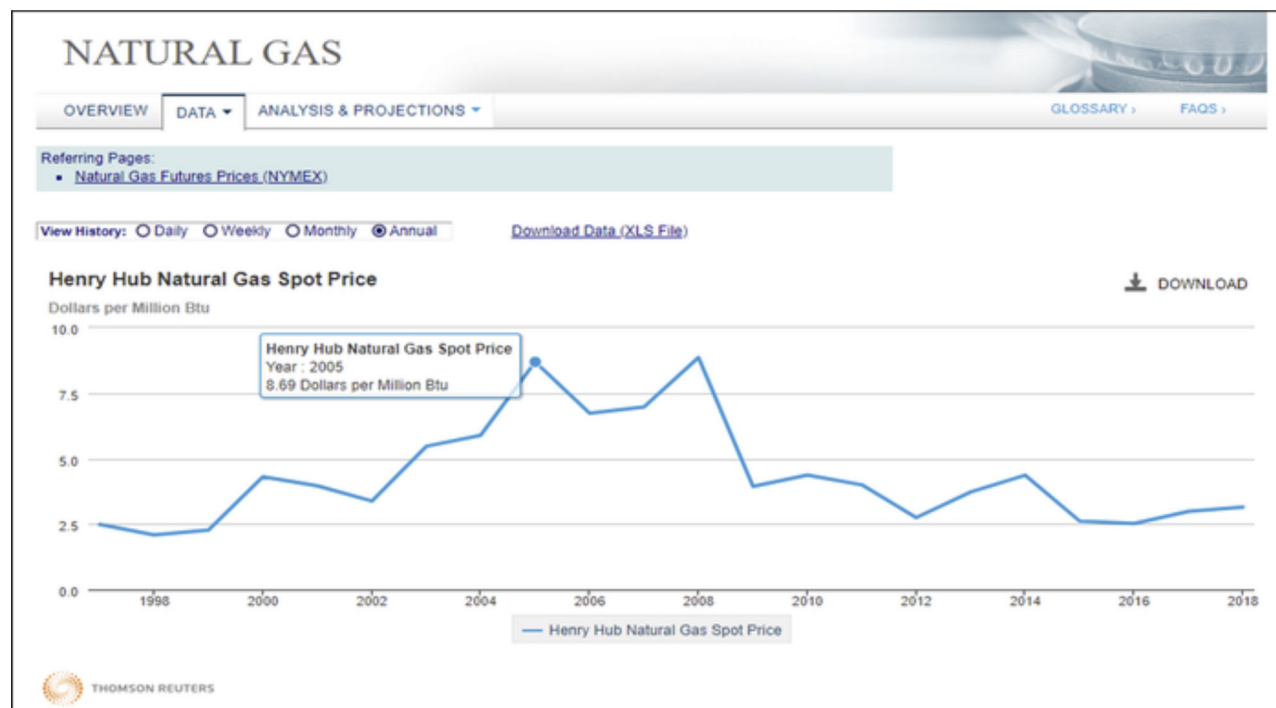 NATURAL GAS
OVERVIEW DATA ANALYSIS & PROJECTIONS GLOSSARY › FAQS ›
Referring Pages:
Natural Gas Futures Prices (NYMEX)
View History: Daily Weekly Monthly Annual Download Data (XLS File)
Henry Hub Natural Gas Spot Price
DOWNLOAD
Dollars per Million Btu
10.0
Henry Hub Natural Gas Spot Price
Year : 2005
8.69 Dollars per Million Btu
7.5
5.0
2.5
0.0
1998 2000 2002 2004 2006 2008 2010 2012 2014 2016 2018
Henry Hub Natural Gas Spot Price
THOMSON REUTERS